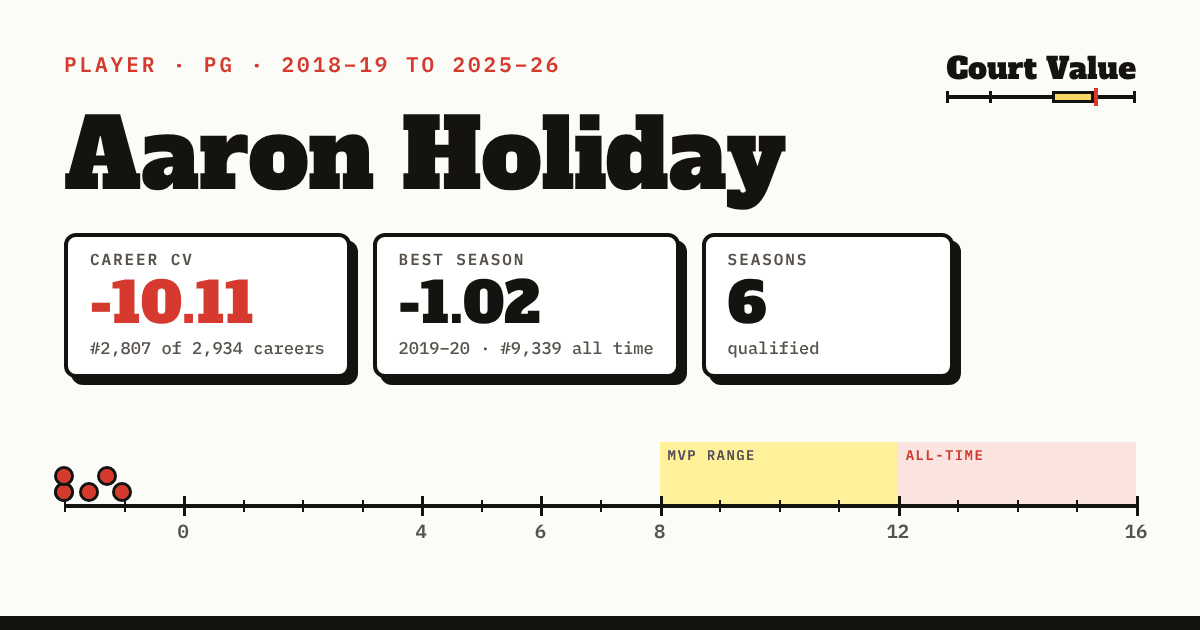 PLAYER · PG · 2018–19 TO 2025–26
Court Value
Aaron Holiday
CAREER CV
-10.11
#2,807 of 2,934 careers
BEST SEASON
-1.02
2019–20 · #9,339 all time
SEASONS
6
qualified
MVP RANGE
ALL-TIME
0 4 6 8 12 16